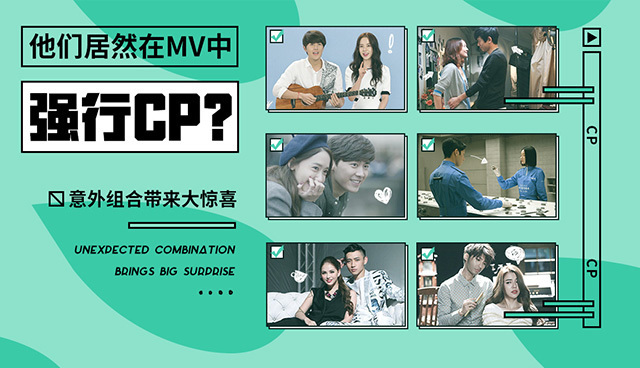 他们居然在MV中
强行CP?
意外组合带来大惊喜
UNEXPECTED COMBINATION
BRINGS BIG SURPRISE
CP
CP